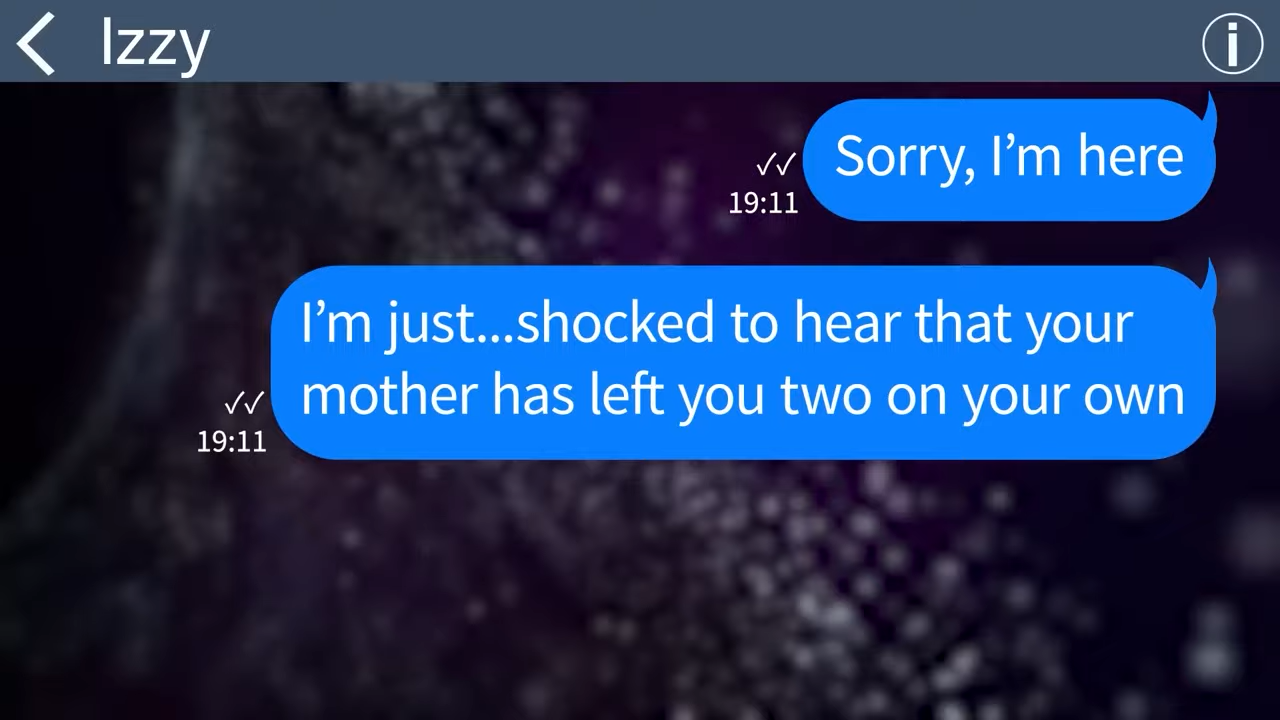 Izzy
Sorry, I’m here
✓✓
19:11
I’m just...shocked to hear that your
mother has left you two on your own
✓✓
19:11